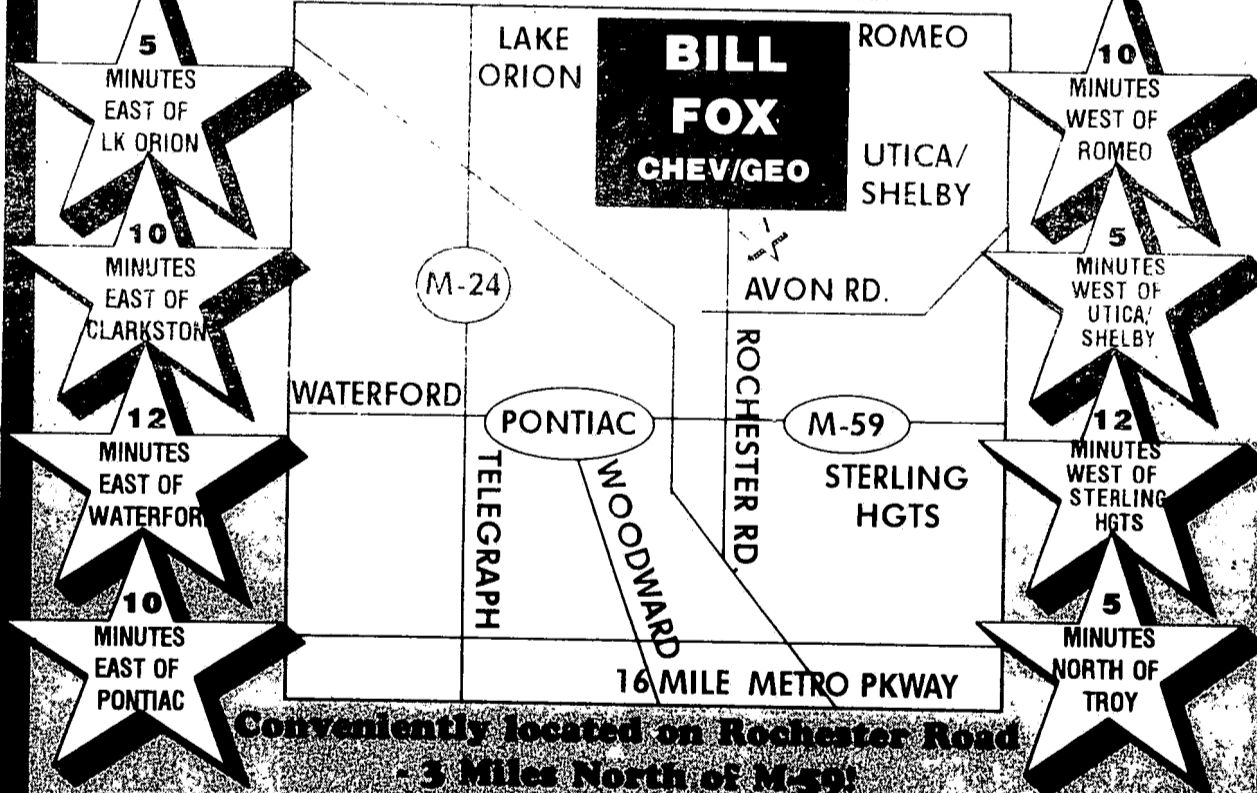 5
MINUTES
EAST OF
LK ORION
10
MINUTES
EAST OF
CLARKSTON
12
MINUTES
EAST OF
WATERFOR
10
MINUTES
EAST OF
PONTIAC
LAKE
ORION
BILL
FOX
CHEV/GEO
ROMEO
UTICA/
SHELBY
M-24
AVON RD.
WATERFORD
PONTIAC
M-59
ROCHESTER RD.
TELEGRAPH
WOODWARD
STERLING
HGTS
16 MILE METRO PKWAY
10
MINUTES
WEST OF
ROMEO
5
MINUTES
WEST OF
UTICA/
SHELBY
12
MINUTES
WEST OF
STERLING
HGTS
5
MINUTES
NORTH OF
TROY
Conveniently located on Rochester Road
- 3 Miles North of M-59!